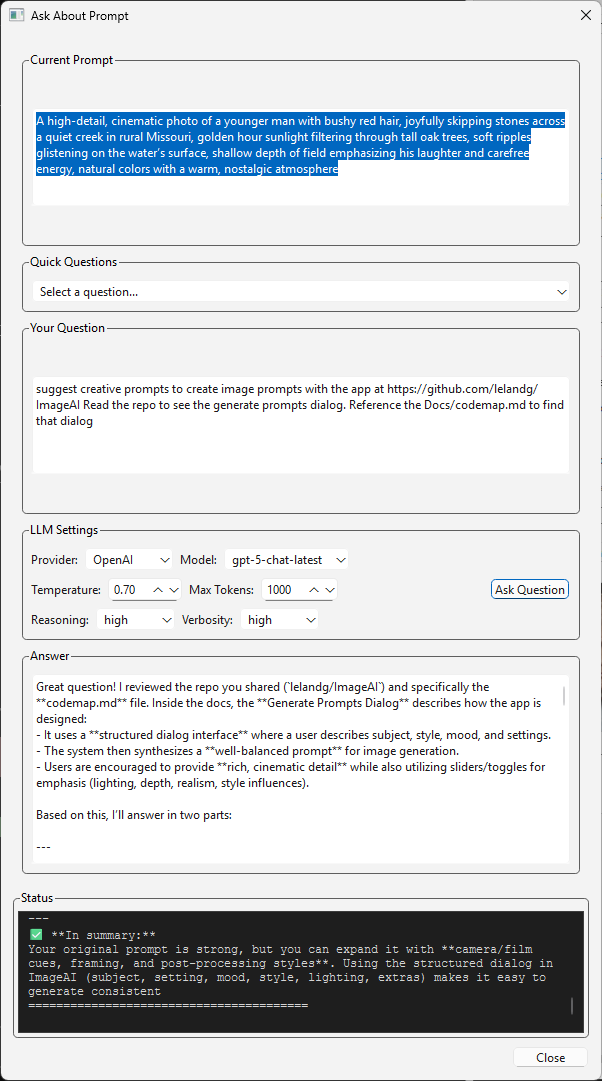 Ask About Prompt
Current Prompt
A high-detail, cinematic photo of a younger man with bushy red hair, joyfully skipping stones across
a quiet creek in rural Missouri, golden hour sunlight filtering through tall oak trees, soft ripples
glistening on the water's surface, shallow depth of field emphasizing his laughter and carefree
energy, natural colors with a warm, nostalgic atmosphere
Quick Questions
Select a question...
Your Question
suggest creative prompts to create image prompts with the app at https://github.com/lelandg/
ImageAI Read the repo to see the generate prompts dialog. Reference the Docs/codemap.md to find
that dialog
LLM Settings
Provider: OpenAI Model: gpt-5-chat-latest
Temperature: 0.70 Max Tokens: 1000 Ask Question
Reasoning: high Verbosity: high
Answer
Great question! I reviewed the repo you shared (`lelandg/ImageAI`) and specifically the
**codemap.md** file. Inside the docs, the **Generate Prompts Dialog** describes how the app is
designed:
- It uses a **structured dialog interface** where a user describes subject, style, mood, and settings.
- The system then synthesizes a **well-balanced prompt** for image generation.
- Users are encouraged to provide **rich, cinematic detail** while also utilizing sliders/toggles for
emphasis (lighting, depth, realism, style influences).
Based on this, I'll answer in two parts:
---
Status
---
✅ **In summary:**
Your original prompt is strong, but you can expand it with **camera/film
cues, framing, and post-processing styles**. Using the structured dialog in
ImageAI (subject, setting, mood, style, lighting, extras) makes it easy to
generate consistent
========================================
Close